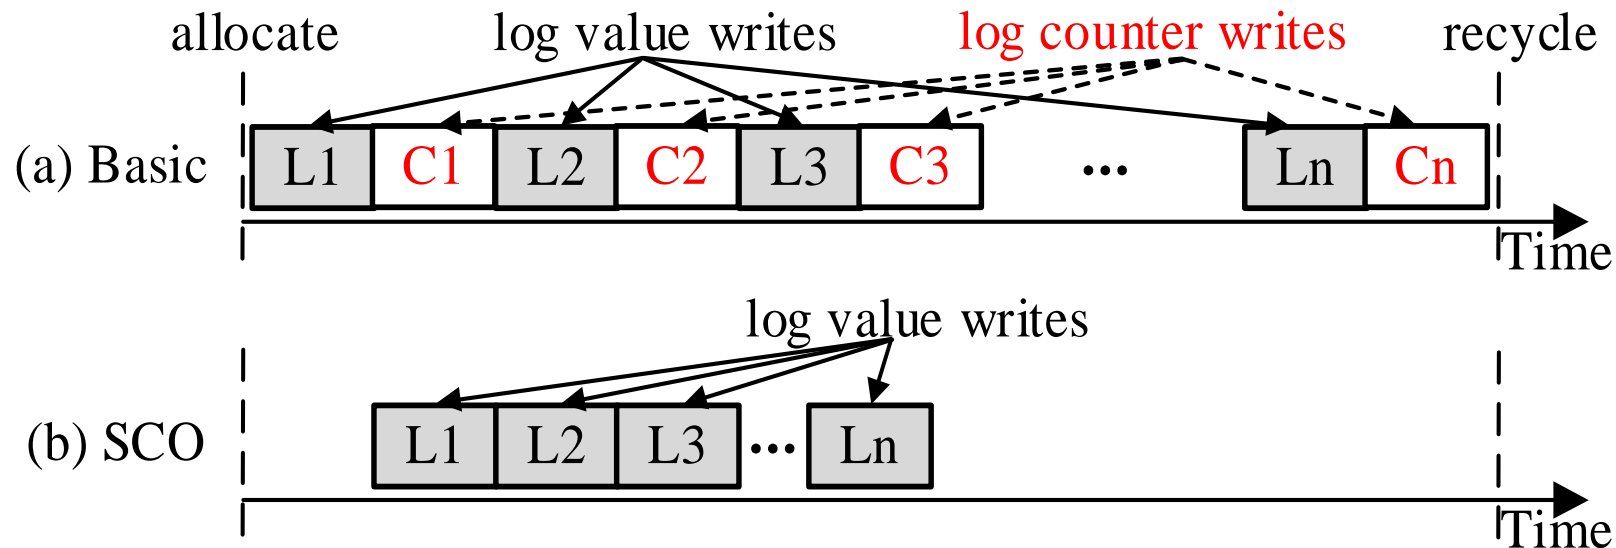 allocate log value writes log counter writes recycle
(a) Basic L1 C1 L2 C2 L3 C3 ... Ln Cn
Time
log value writes
(b) SCO L1 L2 L3 ... Ln
Time